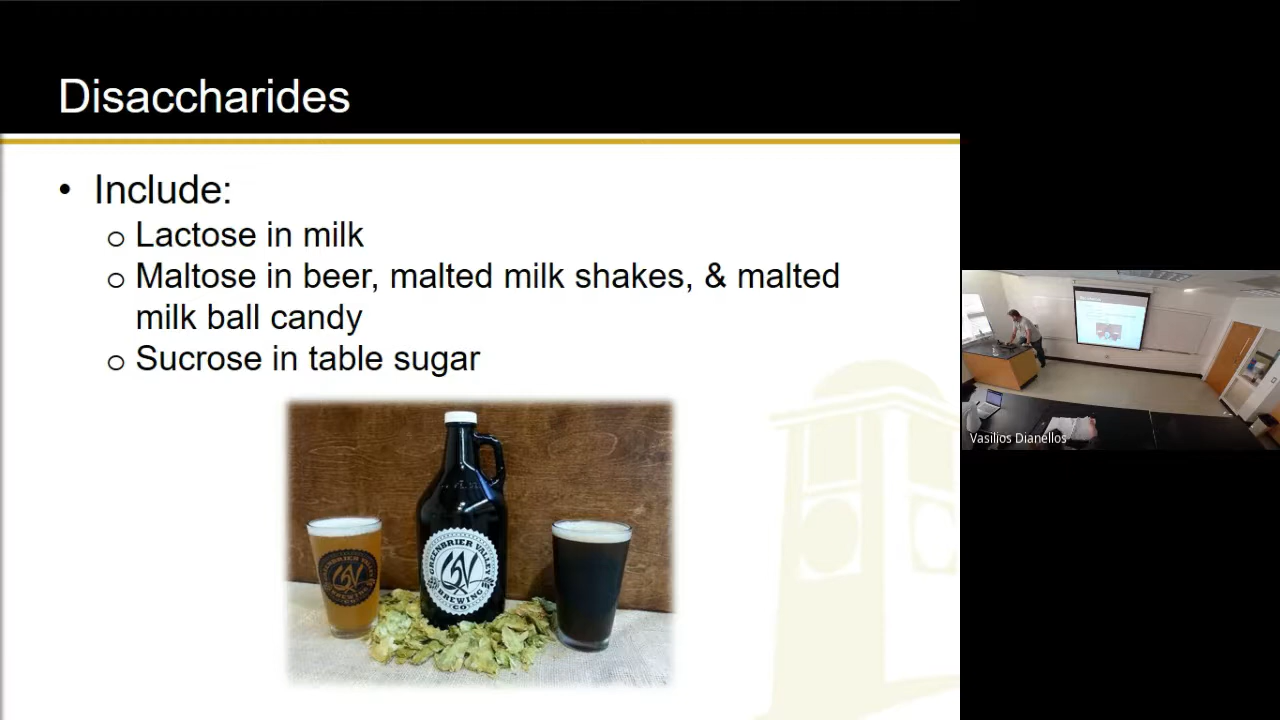 Disaccharides
• Include:
o Lactose in milk
o Maltose in beer, malted milk shakes, & malted
milk ball candy
o Sucrose in table sugar
GREENBRIER VALLEY
BREWING
CO
Vasilios Dianellos